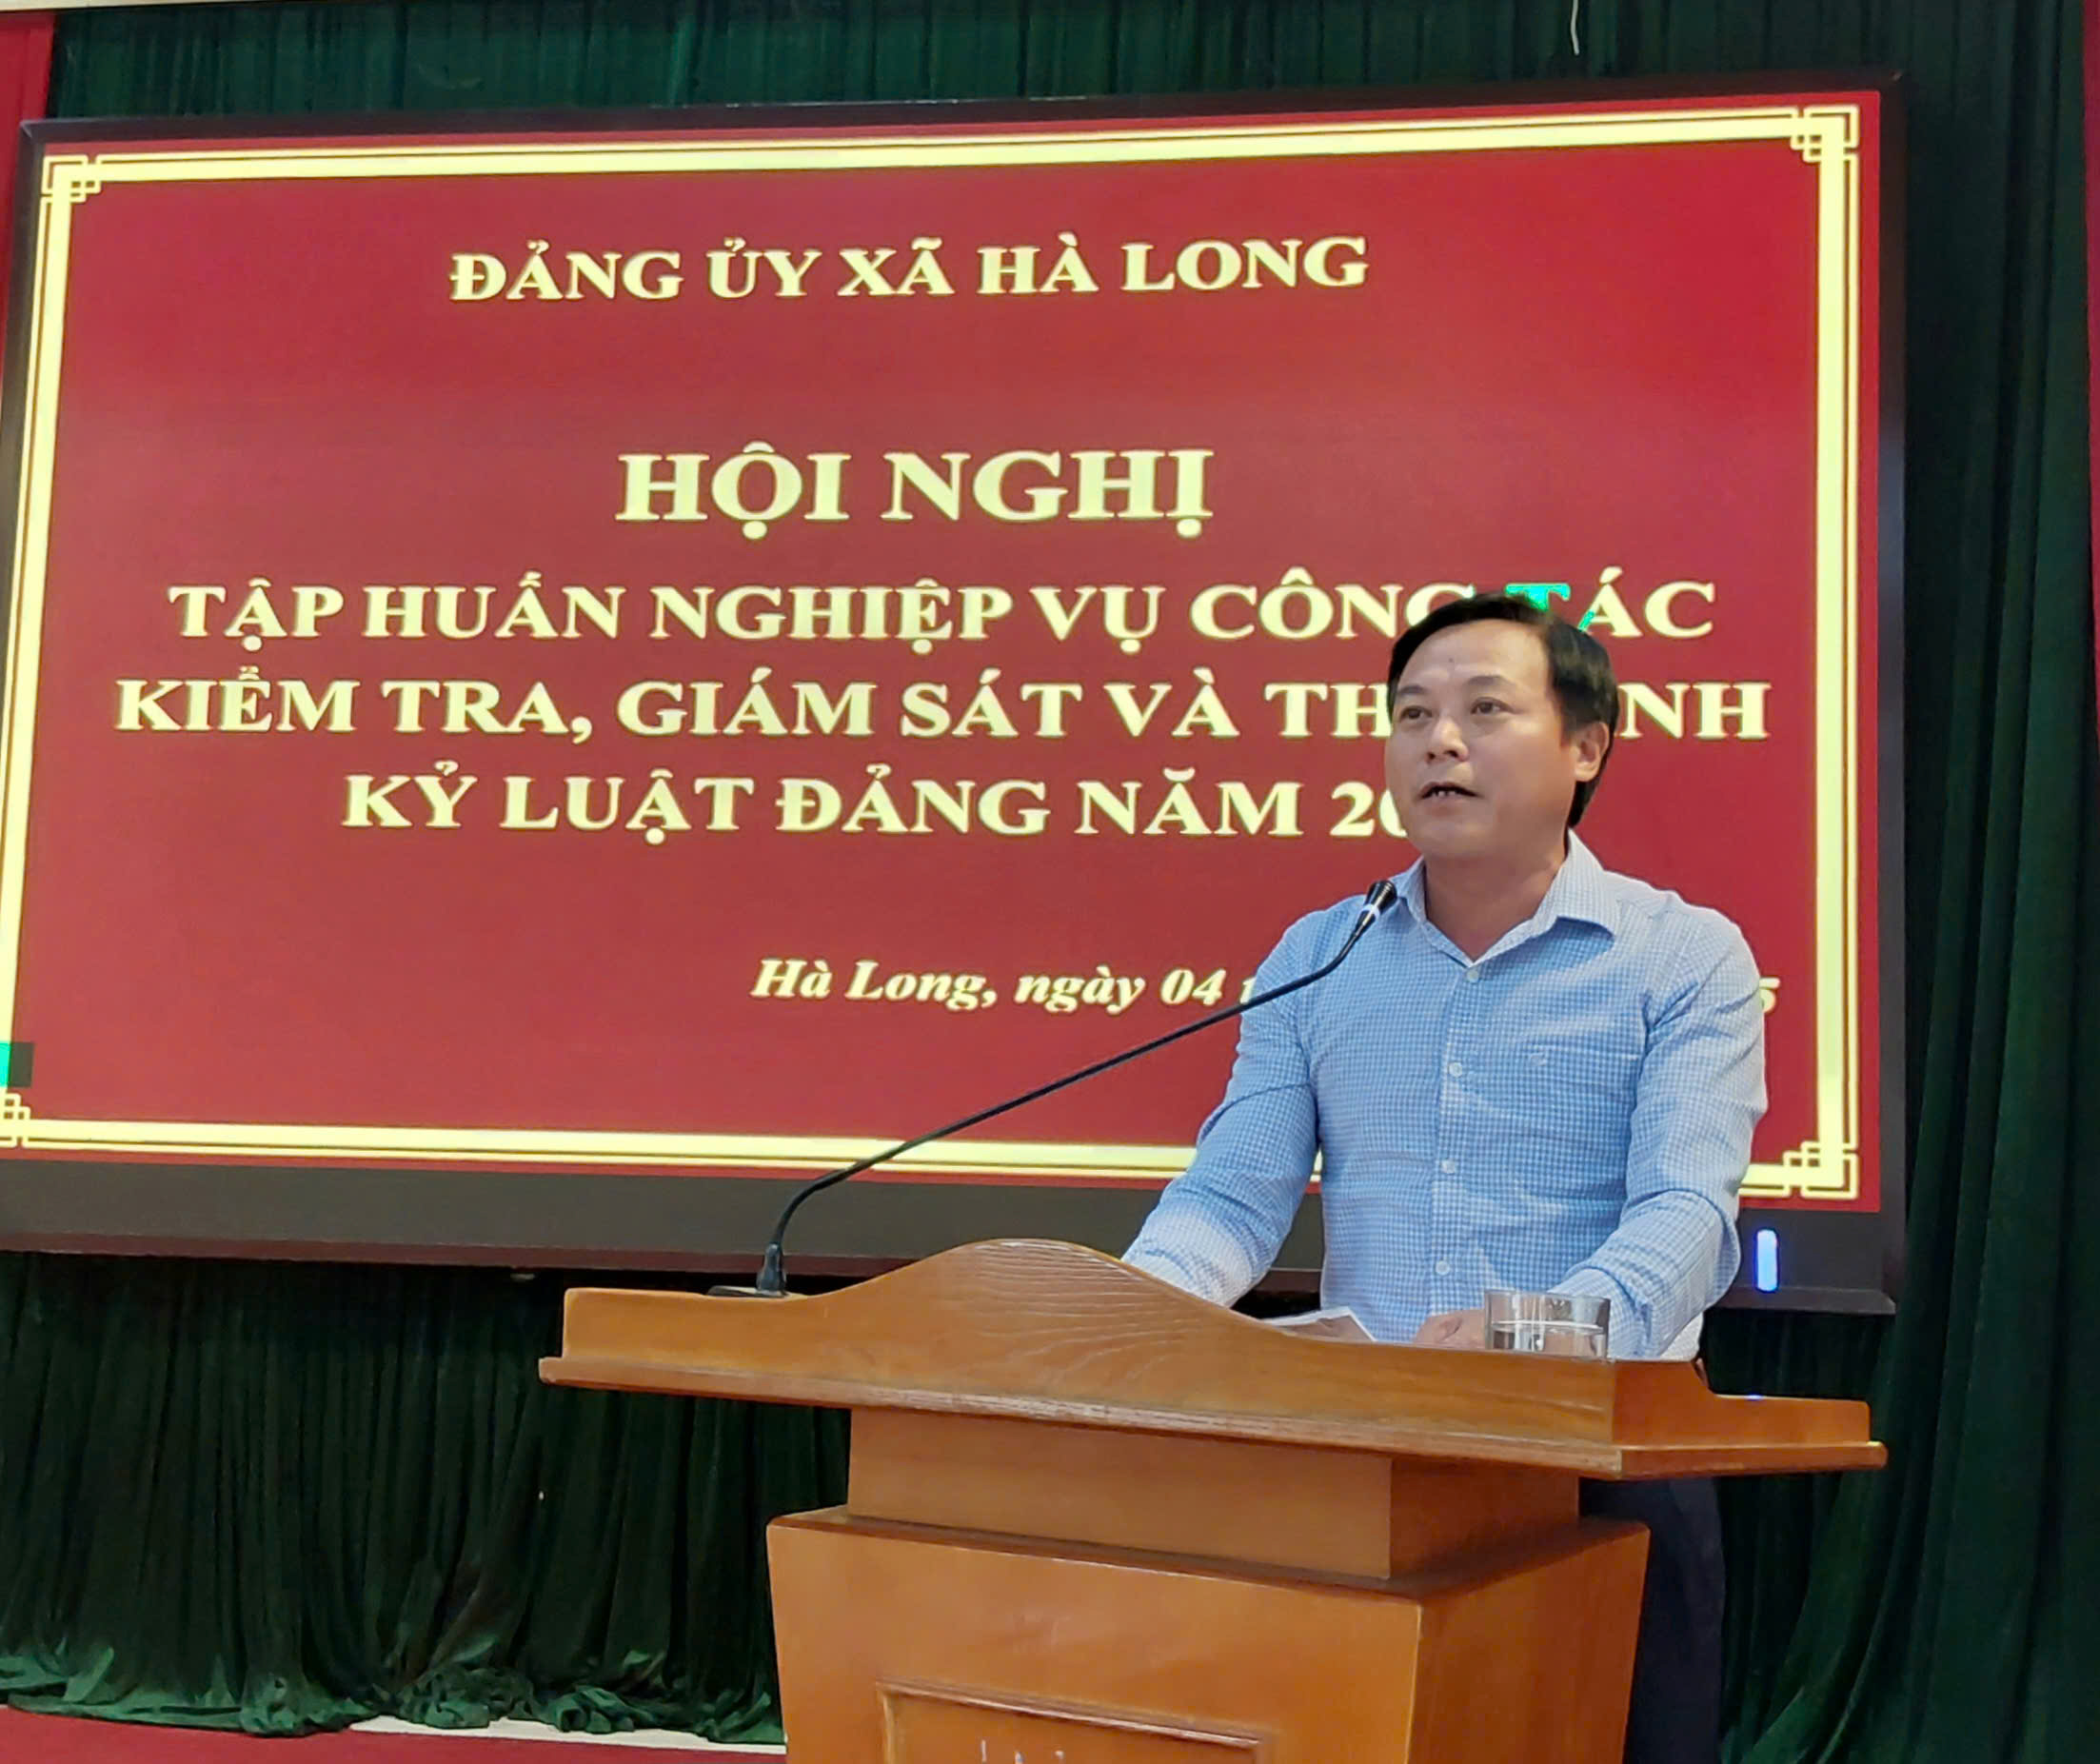 ĐẢNG ỦY XÃ HÀ LONG
HỘI NGHỊ
TẬP HUẤN NGHIỆP VỤ CÔNG TÁC
KIỂM TRA, GIÁM SÁT VÀ
KỶ LUẬT ĐẢNG NĂM
Hà Long, ngày 04